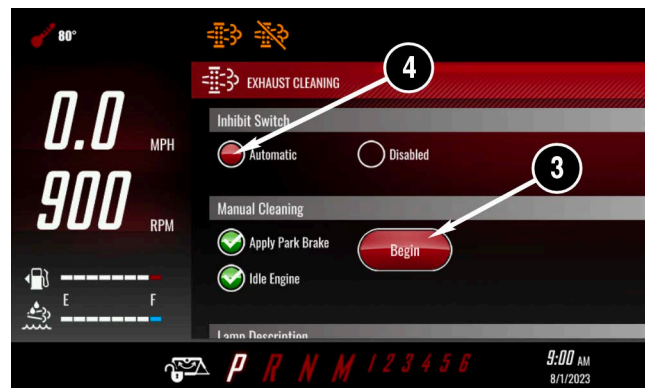 80°
EXHAUST CLEANING
4
Inhibit Switch
0.0 MPH
Automatic Disabled
3
Manual Cleaning
900 RPM
Apply Park Brake
Begin
Idle Engine
E F
Lamp Description
P R N M 1 2 3 4 5 6
9:00 AM
8/1/2023